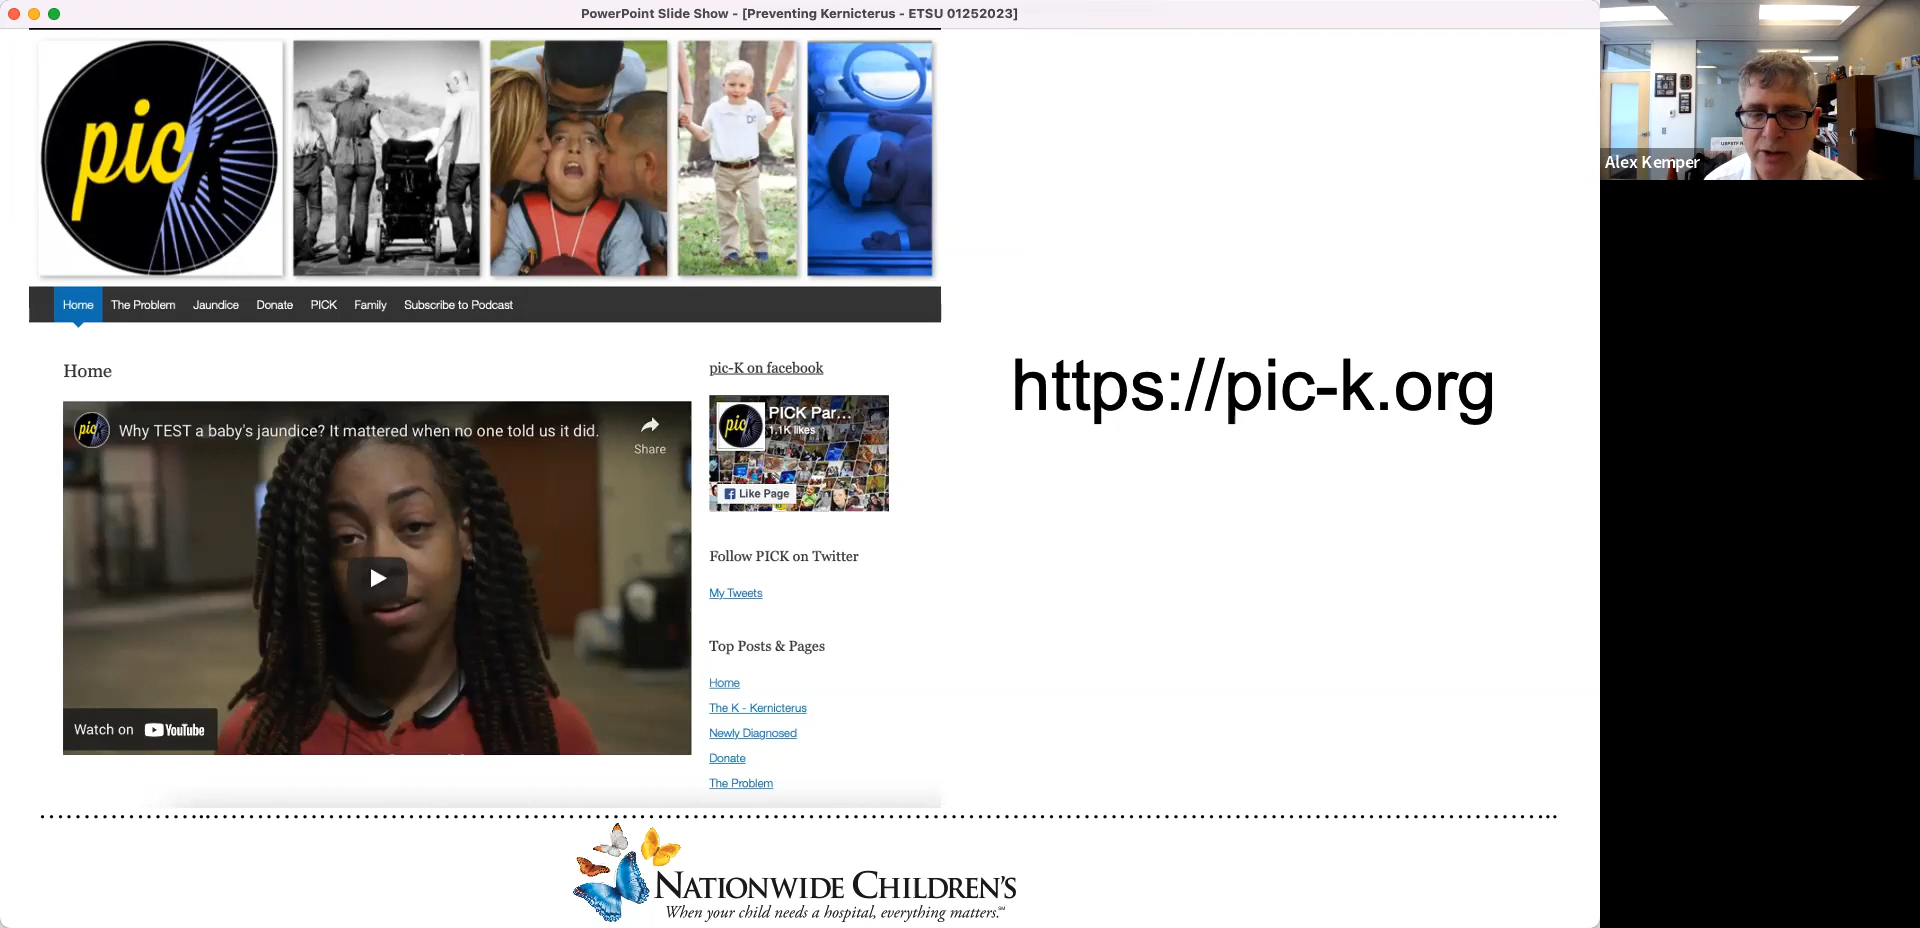 PowerPoint Slide Show - [Preventing Kernicterus - ETSU 01252023]
picK
Home The Problem Jaundice Donate PICK Family Subscribe to Podcast
Home
pic
Why TEST a baby's jaundice? It mattered when no one told us it did.
Share
Watch on YouTube
pic-K on facebook
pic
PICK Par...
1.1K likes
Like Page
Follow PICK on Twitter
My Tweets
Top Posts & Pages
Home
The K - Kernicterus
Newly Diagnosed
Donate
The Problem
https://pic-k.org
NATIONWIDE CHILDREN'S
When your child needs a hospital, everything matters.℠
Alex Kemper